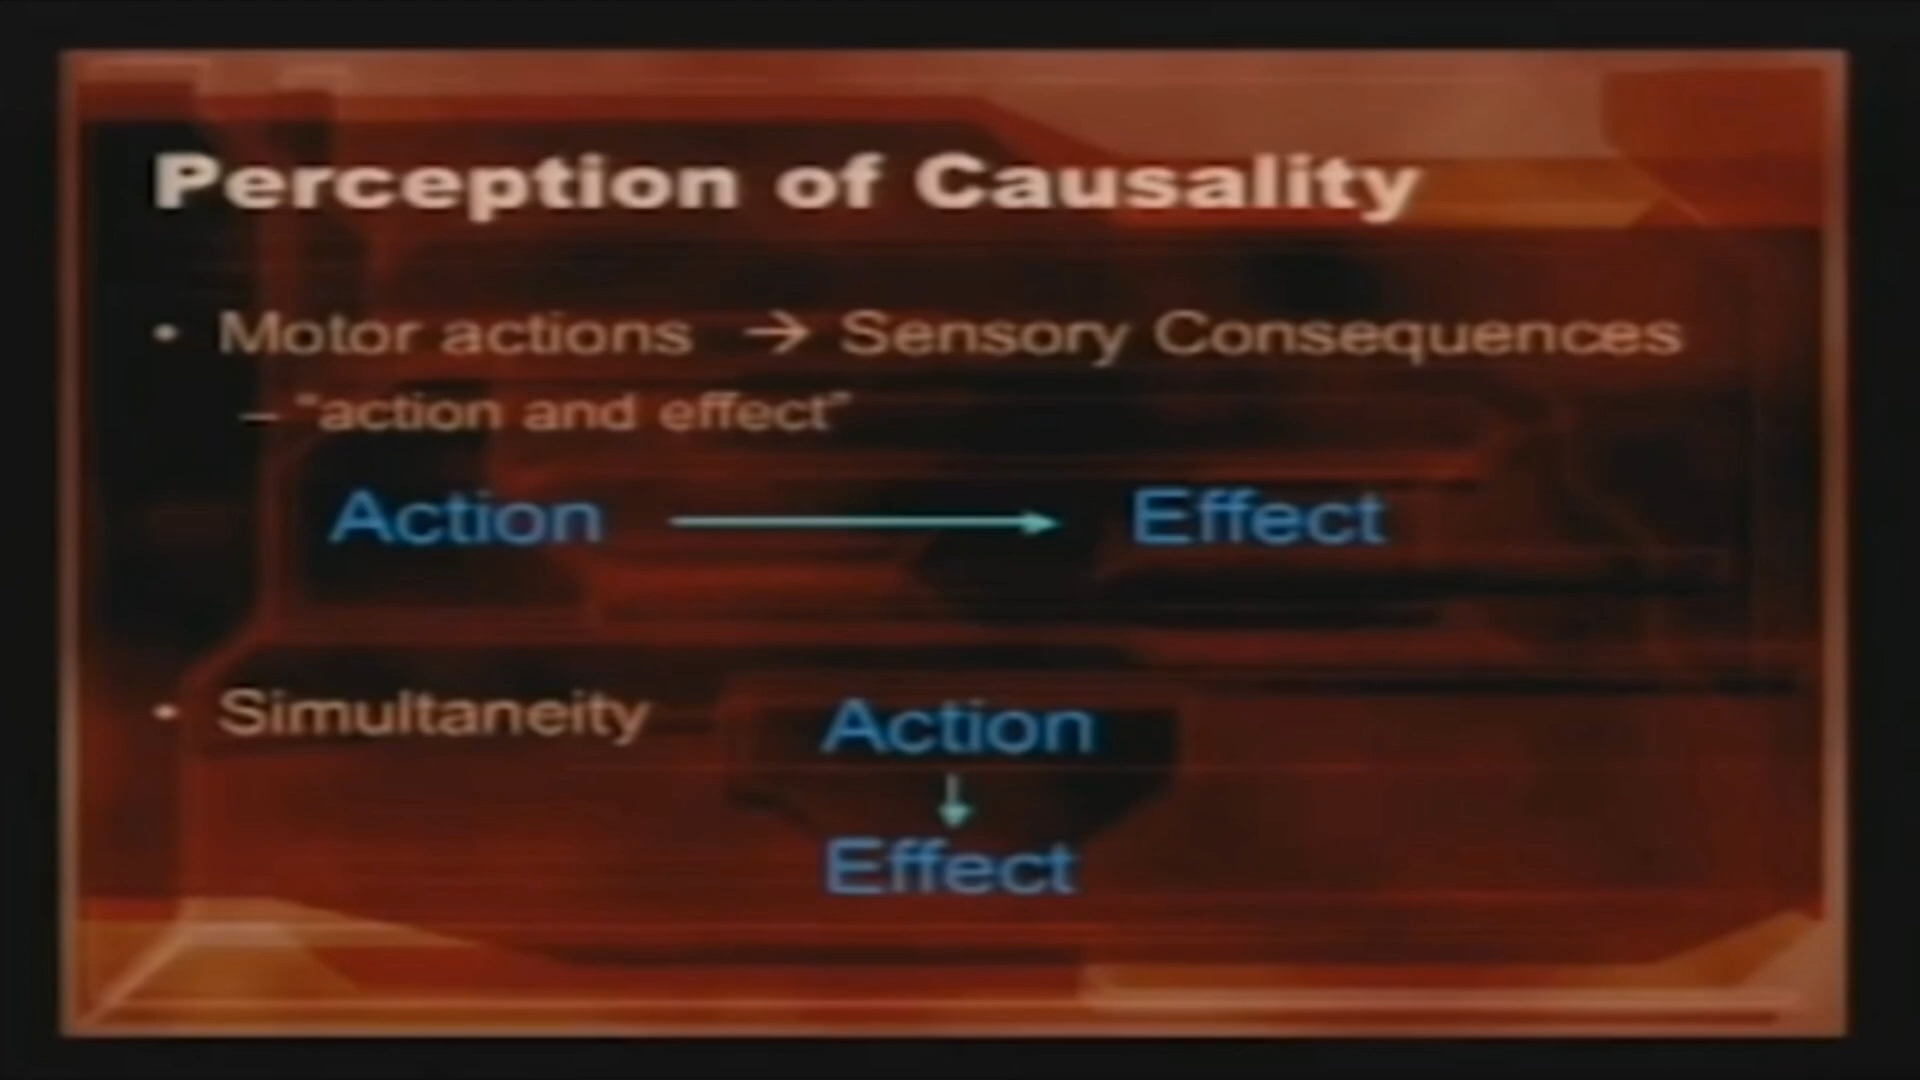 Perception of Causality
• Motor actions → Sensory Consequences
– "action and effect"
Action → Effect
• Simultaneity
Action
↓
Effect